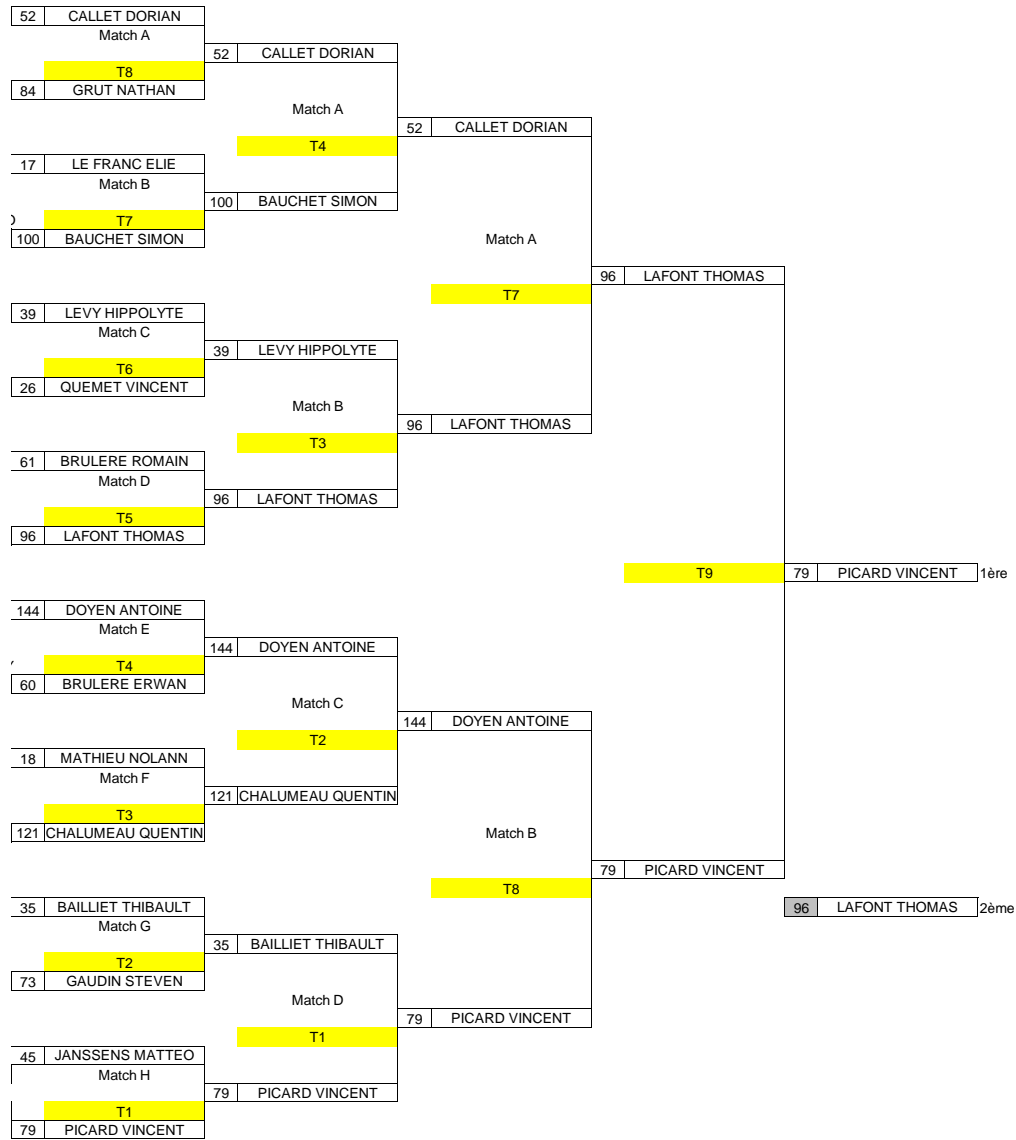 52 CALLET DORIAN
Match A
52 CALLET DORIAN
T8
84 GRUT NATHAN
Match A
52 CALLET DORIAN
T4
17 LE FRANC ELIE
Match B
100 BAUCHET SIMON
T7
100 BAUCHET SIMON
Match A
96 LAFONT THOMAS
T7
39 LEVY HIPPOLYTE
Match C
39 LEVY HIPPOLYTE
T6
26 QUEMET VINCENT
Match B
96 LAFONT THOMAS
T3
61 BRULERE ROMAIN
Match D
96 LAFONT THOMAS
T5
96 LAFONT THOMAS
T9 79 PICARD VINCENT 1ère
144 DOYEN ANTOINE
Match E
144 DOYEN ANTOINE
T4
60 BRULERE ERWAN
Match C
144 DOYEN ANTOINE
T2
18 MATHIEU NOLANN
Match F
121 CHALUMEAU QUENTIN
T3
121 CHALUMEAU QUENTIN
Match B
79 PICARD VINCENT
T8
35 BAILLIET THIBAULT
96 LAFONT THOMAS 2ème
Match G
35 BAILLIET THIBAULT
T2
73 GAUDIN STEVEN
Match D
79 PICARD VINCENT
T1
45 JANSSENS MATTEO
Match H
79 PICARD VINCENT
T1
79 PICARD VINCENT